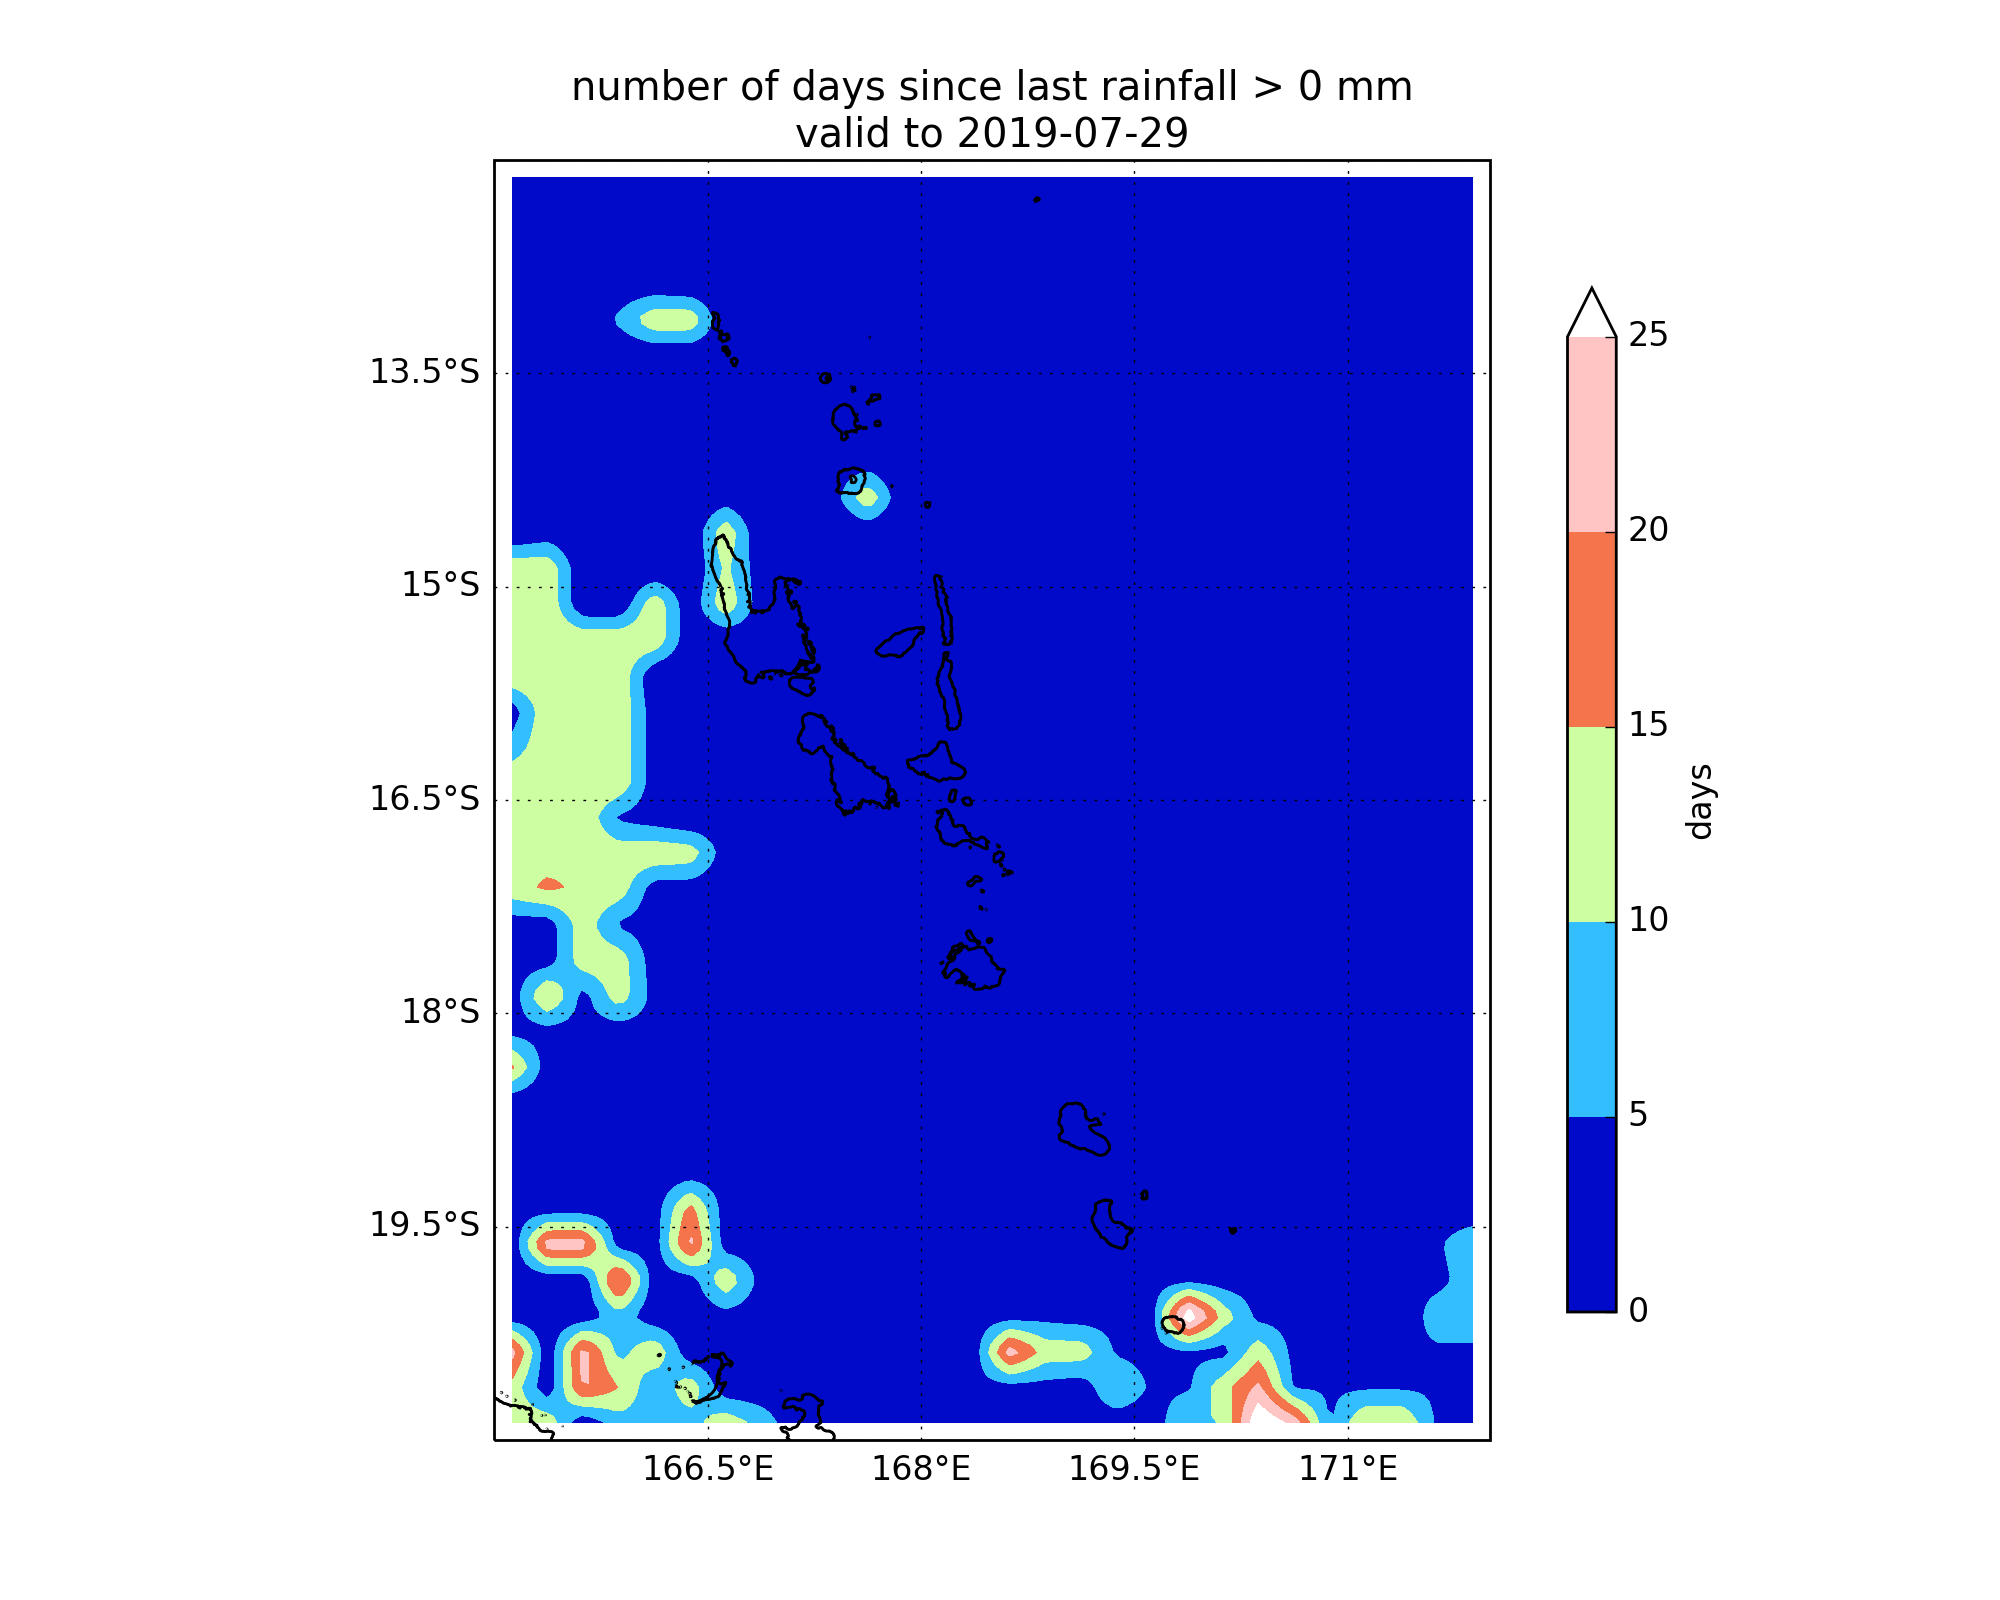 number of days since last rainfall > 0 mm
valid to 2019-07-29
13.5°S
15°S
16.5°S
18°S
19.5°S
166.5°E
168°E
169.5°E
171°E
25
20
15
10
5
0
days